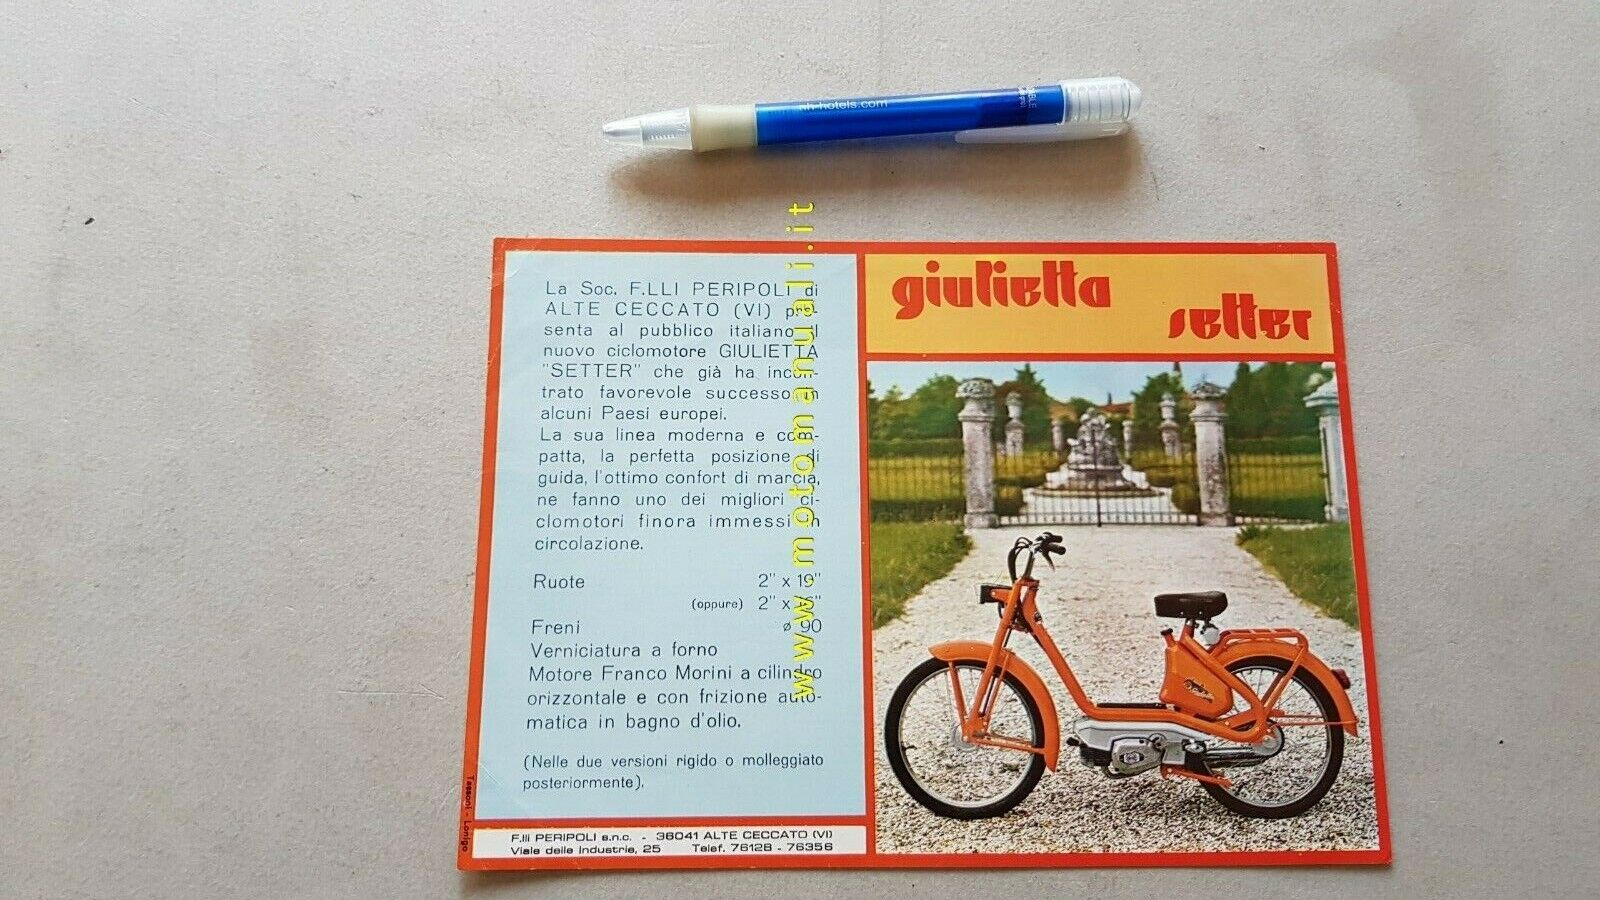 nh-hotels.com
www.motomanuali.it
La Soc. F.LLI PERIPOLI di
ALTE CECCATO (VI) pre-
senta al pubblico italiano il
nuovo ciclomotore GIULIETTA
"SETTER" che già ha incon-
trato favorevole successo in
alcuni Paesi europei.
La sua linea moderna e com-
patta, la perfetta posizione di
guida, l'ottimo confort di marcia,
ne fanno uno dei migliori ci-
clomotori finora immessi in
circolazione.
Ruote 2" x 19"
(oppure) 2" x 16"
Freni ø 90
Verniciatura a forno
Motore Franco Morini a cilindro
orizzontale e con frizione auto-
matica in bagno d'olio.
(Nelle due versioni rigido o molleggiato
posteriormente).
F.lli PERIPOLI s.n.c. - 36041 ALTE CECCATO (VI)
Viale delle Industrie, 25 Telef. 76128 - 76356
Tassoni - Lonigo
giulietta
setter